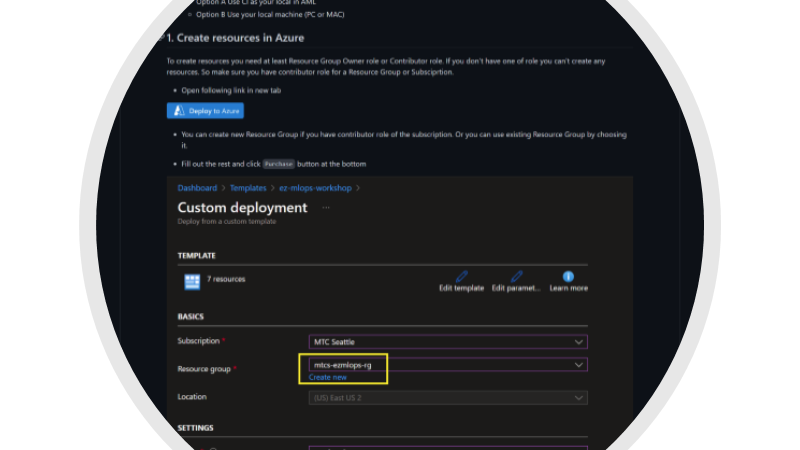 Option A Use CI as your local in AML
Option B Use your local machine (PC or MAC)
1. Create resources in Azure
To create resources you need at least Resource Group Owner role or Contributor role. If you don't have one of role you can't create any
resources. So make sure you have contributor role for a Resource Group or Subsciprtion.
Open following link in new tab
Deploy to Azure
You can create new Resource Group if you have contributor role of the subscription. Or you can use existing Resource Group by choosing
it.
Fill out the rest and click Purchase button at the bottom
Dashboard > Templates > ez-mlops-workshop >
Custom deployment ...
Deploy from a custom template
TEMPLATE
7 resources
Edit template Edit paramet... Learn more
BASICS
Subscription * MTC Seattle
Resource group * mtcs-ezmlops-rg
Create new
Location (US) East US 2
SETTINGS